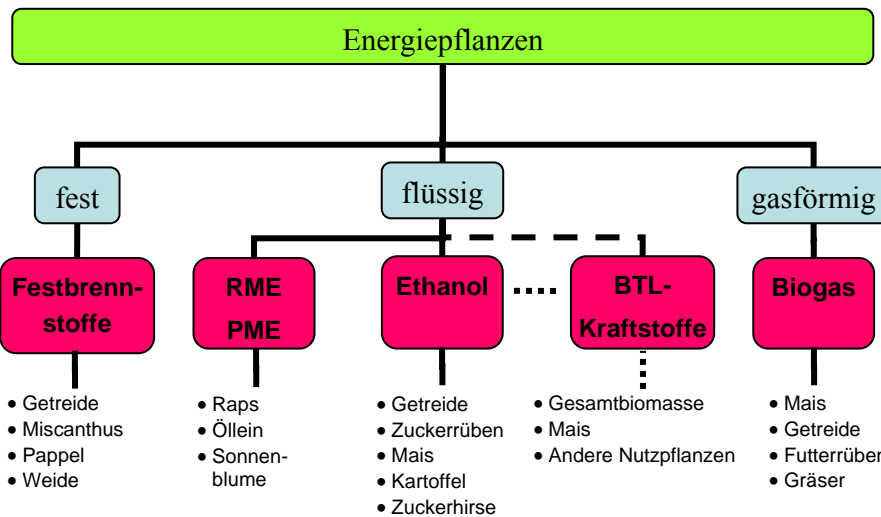 Energiepflanzen
fest
flüssig
gasförmig
Festbrenn-
stoffe
RME
PME
Ethanol
BTL-
Kraftstoffe
Biogas
• Getreide
• Miscanthus
• Pappel
• Weide
• Raps
• Öllein
• Sonnen-
blume
• Getreide
• Zuckerrüben
• Mais
• Kartoffel
• Zuckerhirse
• Gesamtbiomasse
• Mais
• Andere Nutzpflanzen
• Mais
• Getreide
• Futterrüben
• Gräser